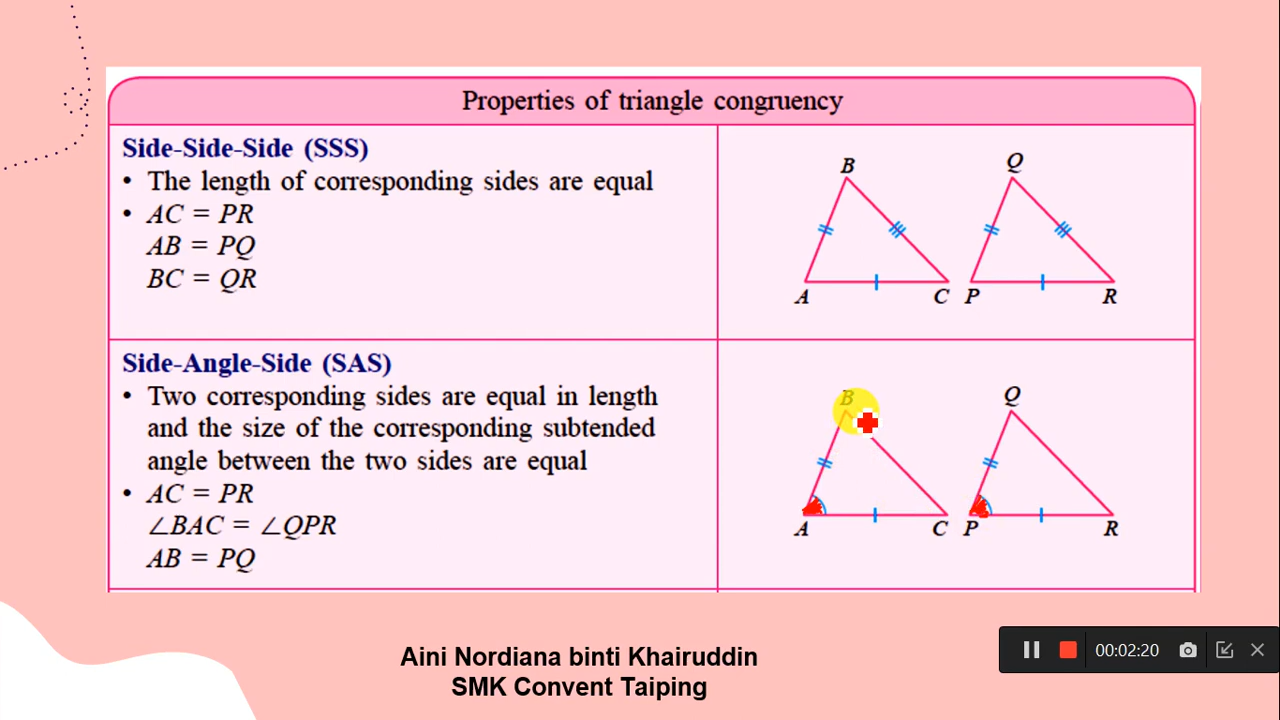 Properties of triangle congruency
Side-Side-Side (SSS)
• The length of corresponding sides are equal
• AC = PR
AB = PQ
BC = QR
B
Q
A
C
P
R
Side-Angle-Side (SAS)
• Two corresponding sides are equal in length
and the size of the corresponding subtended
angle between the two sides are equal
• AC = PR
∠BAC = ∠QPR
AB = PQ
B
Q
A
C
P
R
Aini Nordiana binti Khairuddin
SMK Convent Taiping
00:02:20